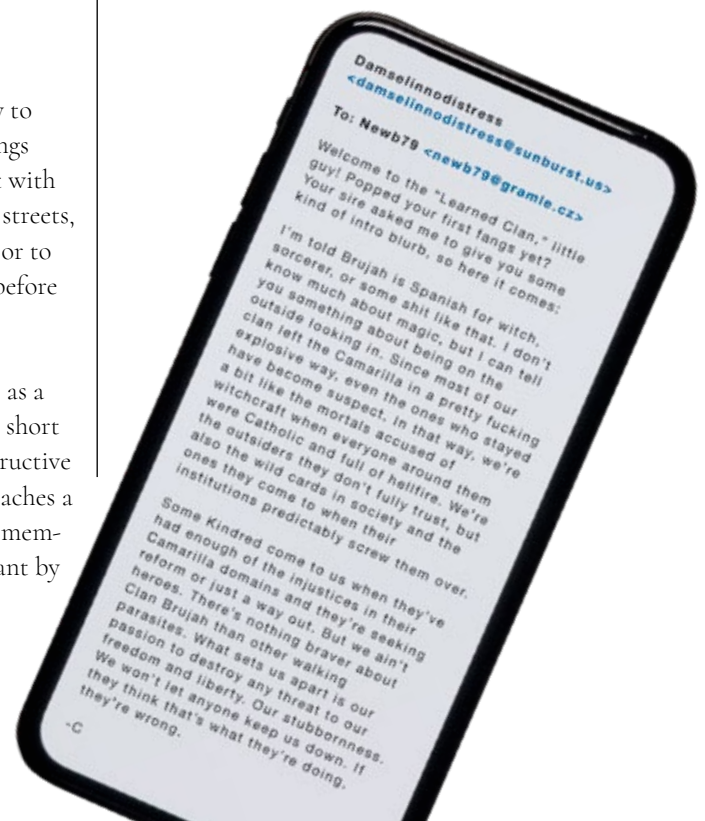 y to
ngs
t with
streets,
or to
before
as a
short
ructive
aches a
mem-
ant by
Damselinnodistress
<damselinnodistress@sunburst.us>
To: Newb79 <newb79@gramle.cz>
Welcome to the "Learned Clan," little
guy! Popped your first fangs yet?
Your sire asked me to give you some
kind of intro blurb, so here it comes:
I'm told Brujah is Spanish for witch,
sorcerer, or some shit like that. I don't
know much about magic, but I can tell
you something about being on the
outside looking in. Since most of our
clan left the Camarilla in a pretty fucking
explosive way, even the ones who stayed
have become suspect. In that way, we're
a bit like the mortals accused of
witchcraft when everyone around them
were Catholic and full of hellfire. We're
the outsiders they don't fully trust, but
also the wild cards in society and the
ones they come to when their
institutions predictably screw them over.
Some Kindred come to us when they've
had enough of the injustices in their
Camarilla domains and they're seeking
reform or just a way out. But we ain't
heroes. There's nothing braver about
Clan Brujah than other walking
parasites. What sets us apart is our
passion to destroy any threat to our
freedom and liberty. Our stubbornness.
We won't let anyone keep us down. If
they think that's what they're doing,
they're wrong.
-C